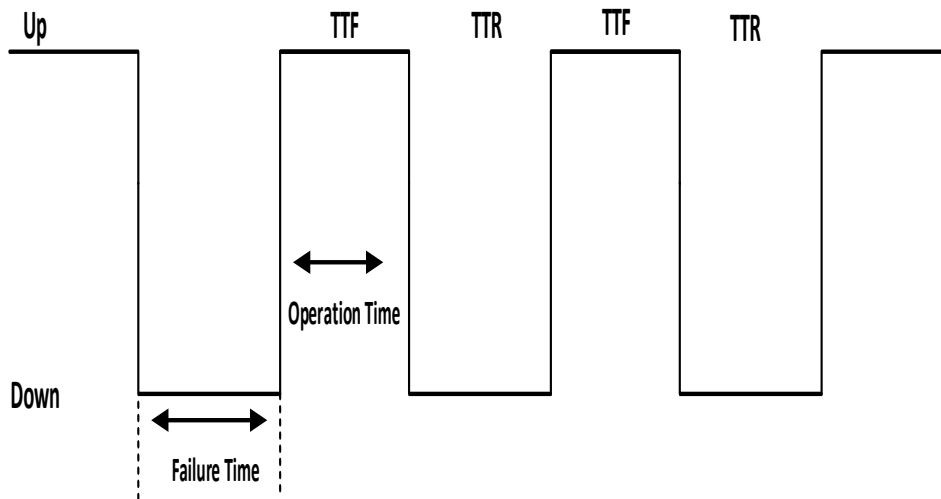 Up
TTF
TTR
TTF
TTR
Operation Time
Down
Failure Time